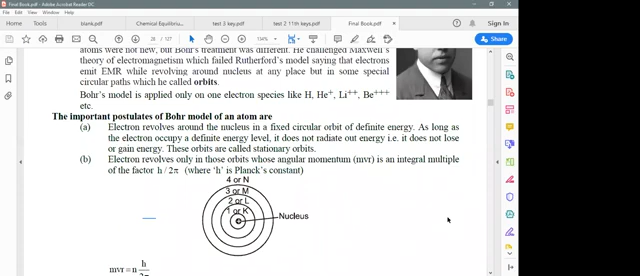 Final Book.pdf - Adobe Acrobat Reader DC
File Edit View Window Help
Home Tools blank.pdf Chemical Equilibri... test 3 key.pdf test 2 11th keys.pdf Final Book.pdf × Sign In
28 / 127 134% Share
atoms were not new, but Bohr's treatment was different. He challenged Maxwell's
theory of electromagnetism which failed Rutherford's model saying that electrons
emit EMR while revolving around nucleus at any place but in some special
circular paths which he called orbits.
Bohr's model is applied only on one electron species like H, He⁺, Li⁺⁺, Be⁺⁺⁺
etc.
The important postulates of Bohr model of an atom are
(a) Electron revolves around the nucleus in a fixed circular orbit of definite energy. As long as
the electron occupy a definite energy level, it does not radiate out energy i.e. it does not lose
or gain energy. These orbits are called stationary orbits.
(b) Electron revolves only in those orbits whose angular momentum (mvr) is an integral multiple
of the factor h / 2π (where 'h' is Planck's constant)
4 or N
3 or M
2 or L
1 or K
Nucleus
mvr = n h
2π